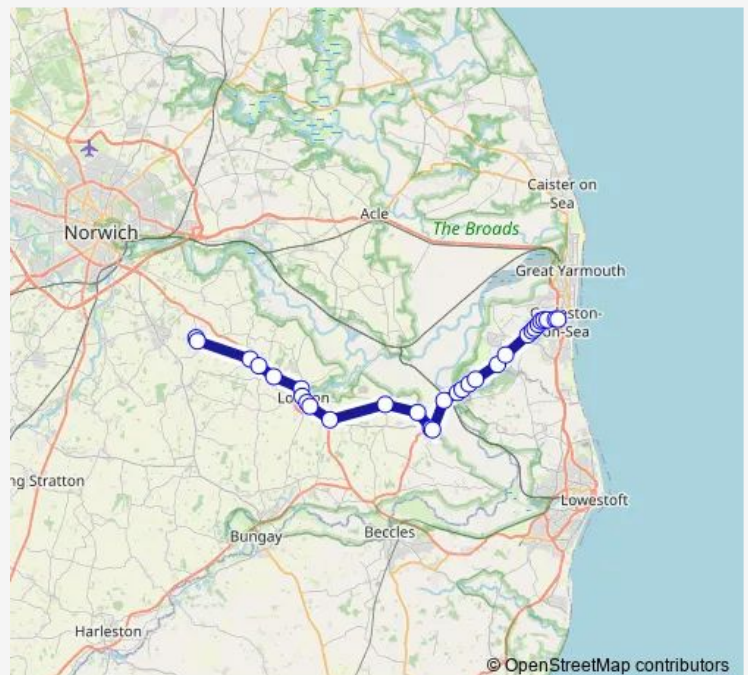 Caister on
Sea
Acle
The Broads
Norwich
Great Yarmouth
on-Sea
ng Stratton
Lowestoft
Beccles
Bungay
Harleston
© OpenStreetMap contributors